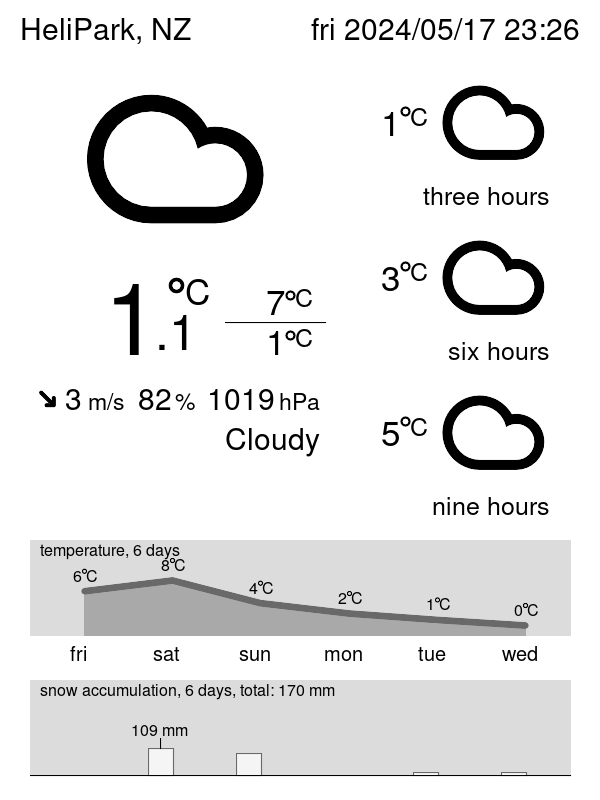 HeliPark, NZ
fri 2024/05/17 23:26
1.1 °C
7°C
1°C
3 m/s 82% 1019 hPa
Cloudy
1°C
three hours
3°C
six hours
5°C
nine hours
temperature, 6 days
6°C 8°C 4°C 2°C 1°C 0°C
fri sat sun mon tue wed
snow accumulation, 6 days, total: 170 mm
109 mm